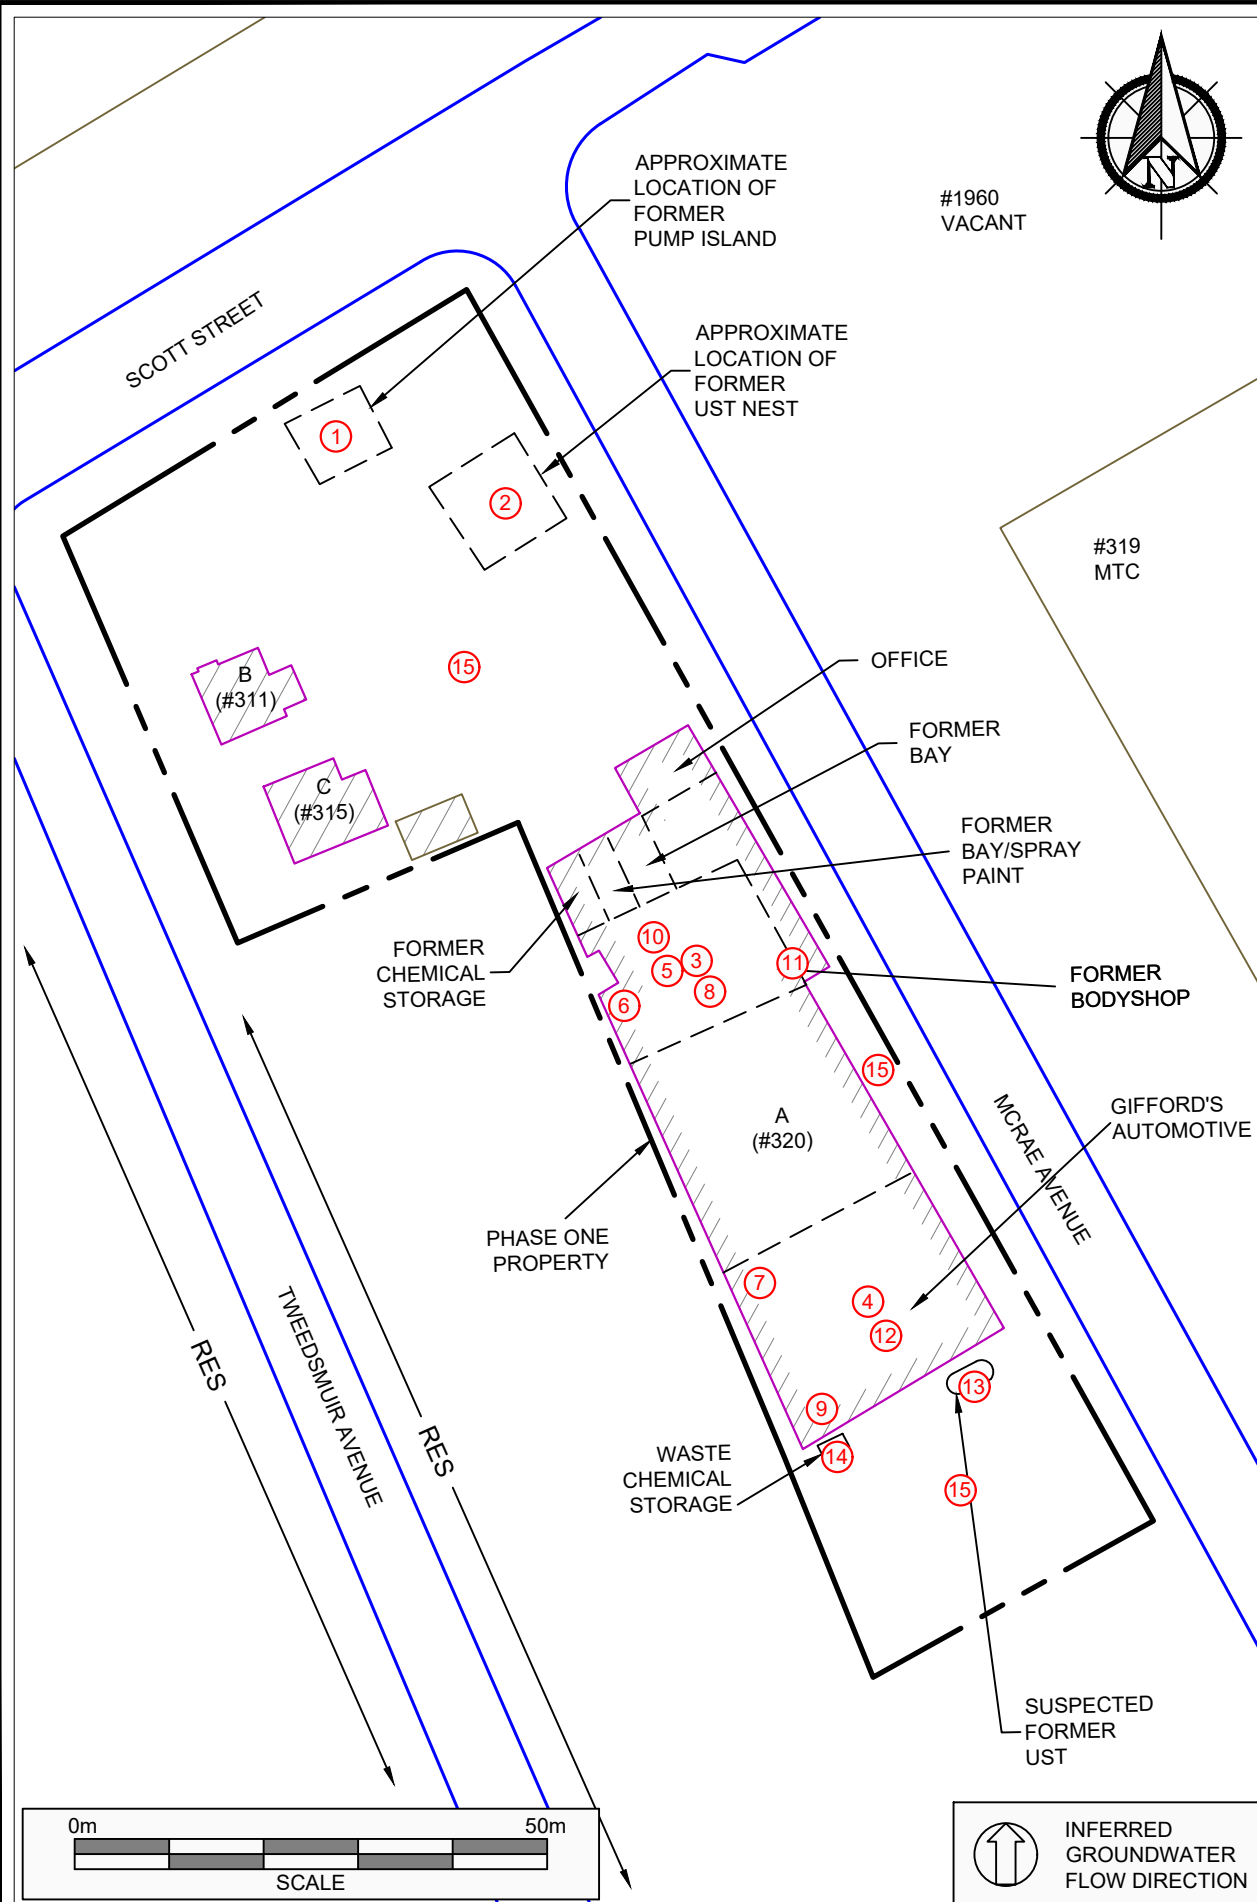 APPROXIMATE
LOCATION OF
FORMER
PUMP ISLAND
N
#1960
VACANT
SCOTT STREET
APPROXIMATE
LOCATION OF
FORMER
UST NEST
1
2
#319
MTC
15
OFFICE
B
(#311)
FORMER
BAY
C
(#315)
FORMER
BAY/SPRAY
PAINT
FORMER
CHEMICAL
STORAGE
10
3
5
8
11
6
FORMER
BODYSHOP
15
A
(#320)
MCRAE AVENUE
GIFFORD'S
AUTOMOTIVE
PHASE ONE
PROPERTY
7
4
12
RES
TWEEDSMUIR AVENUE
RES
13
9
14
WASTE
CHEMICAL
STORAGE
15
SUSPECTED
FORMER
UST
0m
50m
SCALE
INFERRED
GROUNDWATER
FLOW DIRECTION